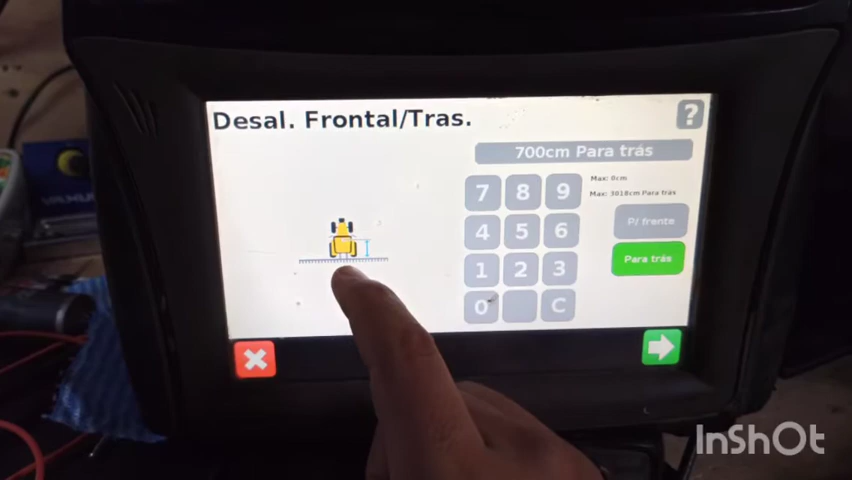 Desal. Frontal/Tras.
?
700cm Para trás
Max: 0cm
Max: 3018cm Para trás
7 8 9
P/ frente
4 5 6
Para trás
1 2 3
0 C
InShOt